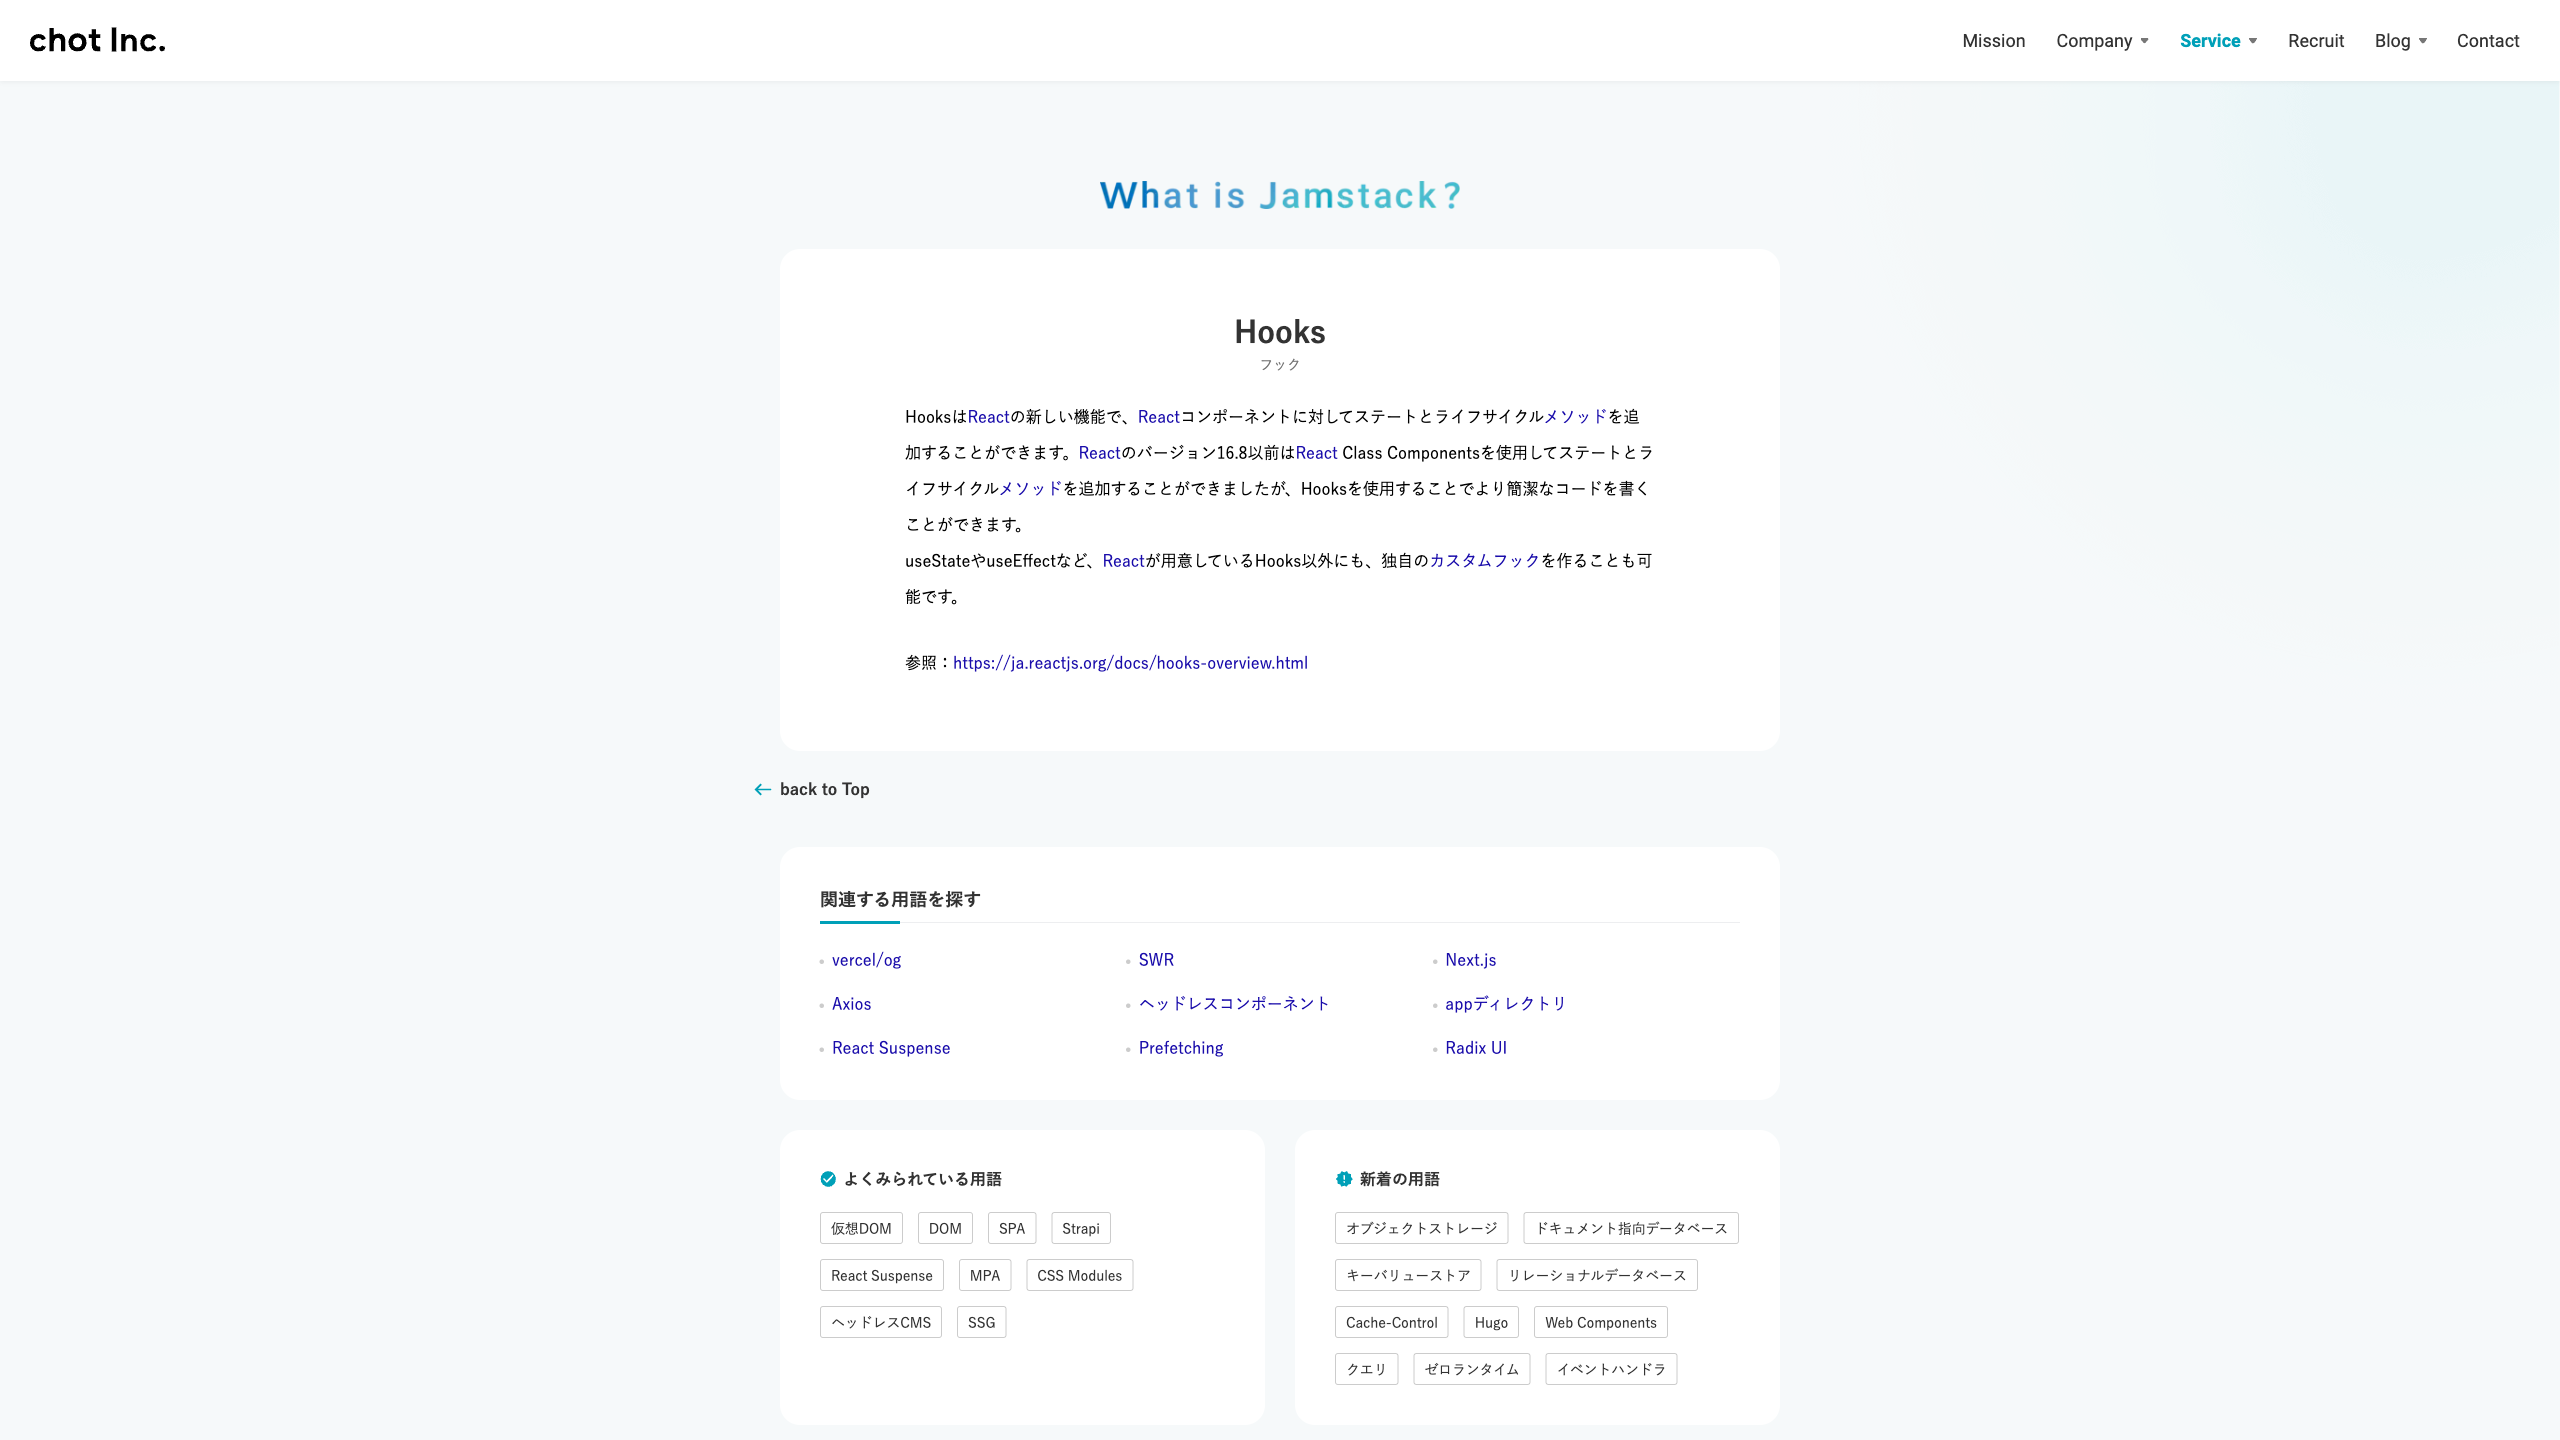 chot Inc.
Mission Company Service Recruit Blog Contact
What is Jamstack?
Hooks
フック
HooksはReactの新しい機能で、Reactコンポーネントに対してステートとライフサイクルメソッドを追
加することができます。Reactのバージョン16.8以前はReact Class Componentsを使用してステートとラ
イフサイクルメソッドを追加することができましたが、Hooksを使用することでより簡潔なコードを書く
ことができます。
useStateやuseEffectなど、Reactが用意しているHooks以外にも、独自のカスタムフックを作ることも可
能です。
参照：https://ja.reactjs.org/docs/hooks-overview.html
back to Top
関連する用語を探す
vercel/og SWR Next.js
Axios ヘッドレスコンポーネント appディレクトリ
React Suspense Prefetching Radix UI
よくみられている用語
仮想DOM DOM SPA Strapi
React Suspense MPA CSS Modules
ヘッドレスCMS SSG
新着の用語
オブジェクトストレージ ドキュメント指向データベース
キーバリューストア リレーショナルデータベース
Cache-Control Hugo Web Components
クエリ ゼロランタイム イベントハンドラ